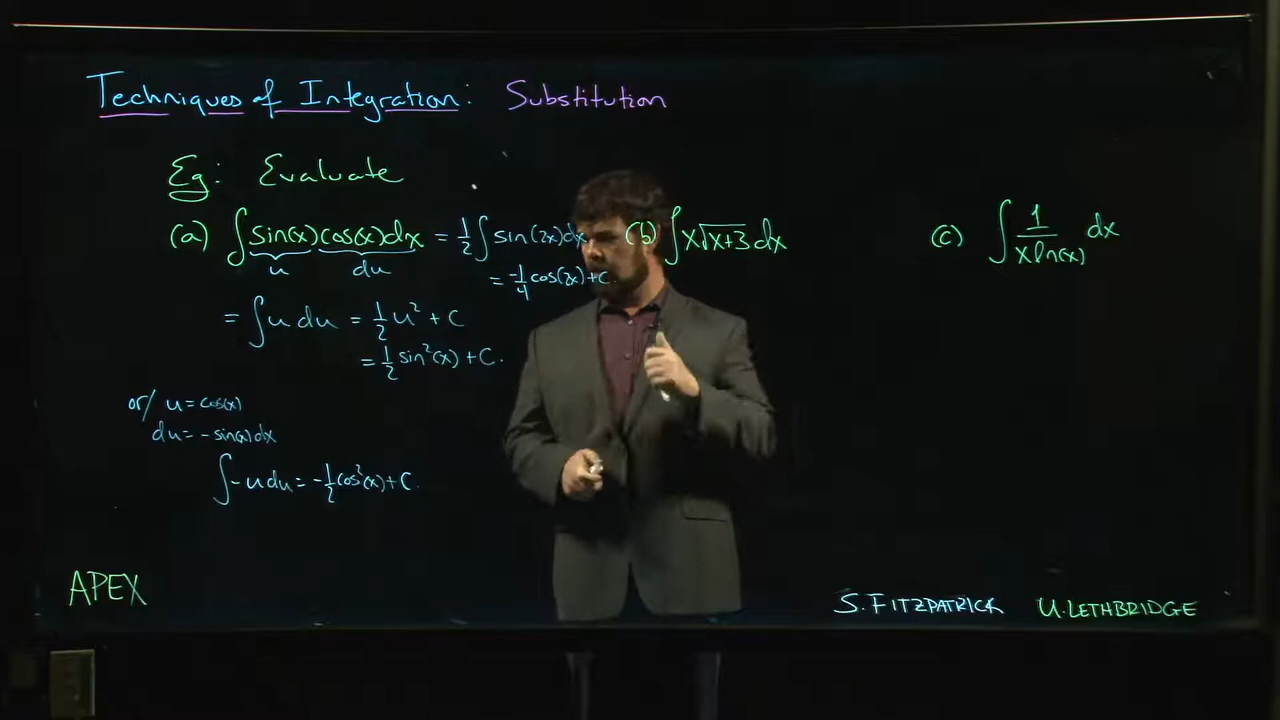 Techniques of Integration: Substitution
Eg: Evaluate
(a) ∫ sin(x) cos(x) dx = 1/2 ∫ sin(2x) dx
u du
= -1/4 cos(2x) + C.
= ∫ u du = 1/2 u² + C
= 1/2 sin²(x) + C.
or/ u = cos(x)
du = -sin(x) dx
∫ -u du = -1/2 cos²(x) + C.
(b) ∫ x√(x+3) dx
(c) ∫ 1/(x ln(x)) dx
APEX
S. FITZPATRICK U. LETHBRIDGE